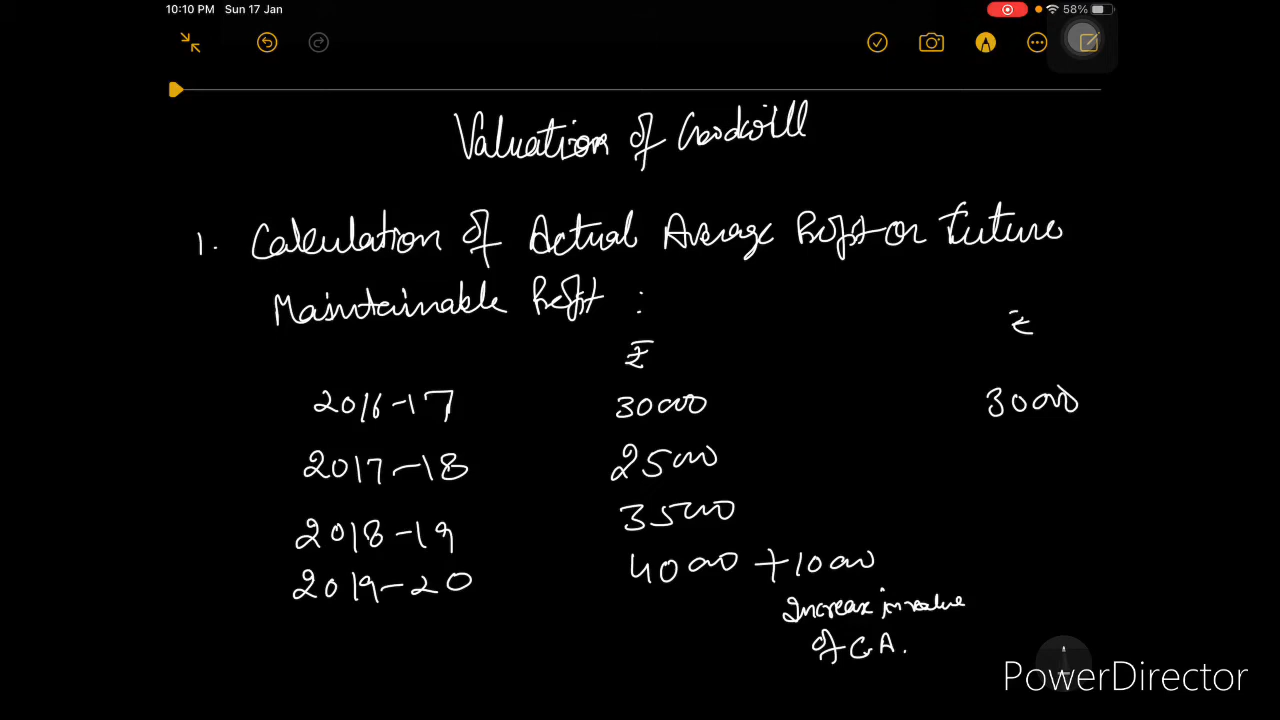 10:10 PM Sun 17 Jan 58%
Valuation of Goodwill
1. Calculation of Actual Average Profit or Future
Maintainable Profit :
₹ ₹
2016-17 30000 30000
2017-18 25000
2018-19 35000
2019-20 40000 + 10000
Increase in value
of CA.
PowerDirector